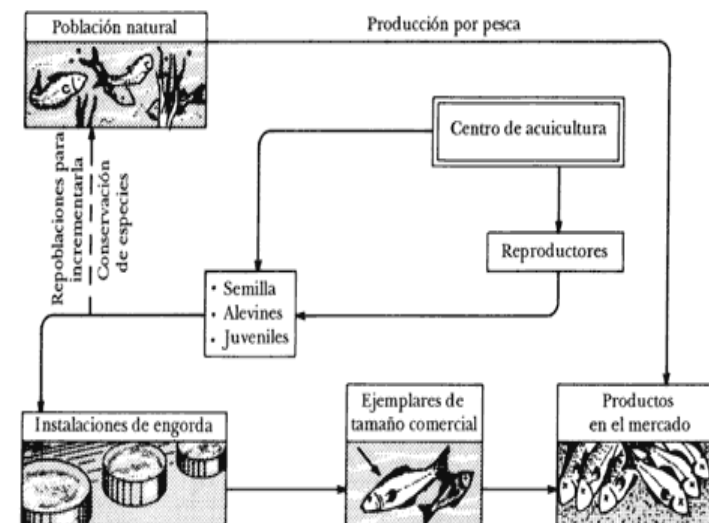 Población natural
Producción por pesca
Centro de acuicultura
Repoblaciones para
incrementarla
Conservación
de especies
Reproductores
· Semilla
· Alevines
· Juveniles
Instalaciones de engorda
Ejemplares de
tamaño comercial
Productos
en el mercado